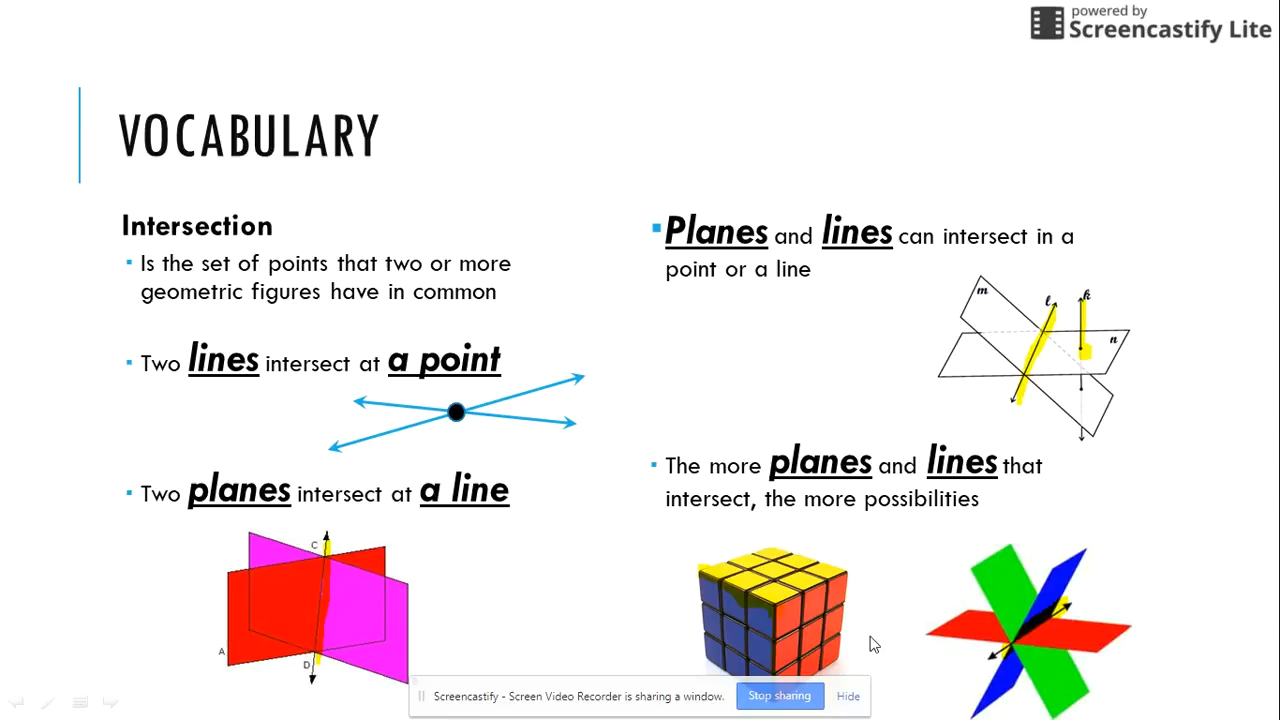 powered by
Screencastify Lite
VOCABULARY
Intersection
Is the set of points that two or more
geometric figures have in common
Two lines intersect at a point
Two planes intersect at a line
C
A
D
Planes and lines can intersect in a
point or a line
m
ℓ
k
n
The more planes and lines that
intersect, the more possibilities
Screencastify - Screen Video Recorder is sharing a window.
Stop sharing
Hide